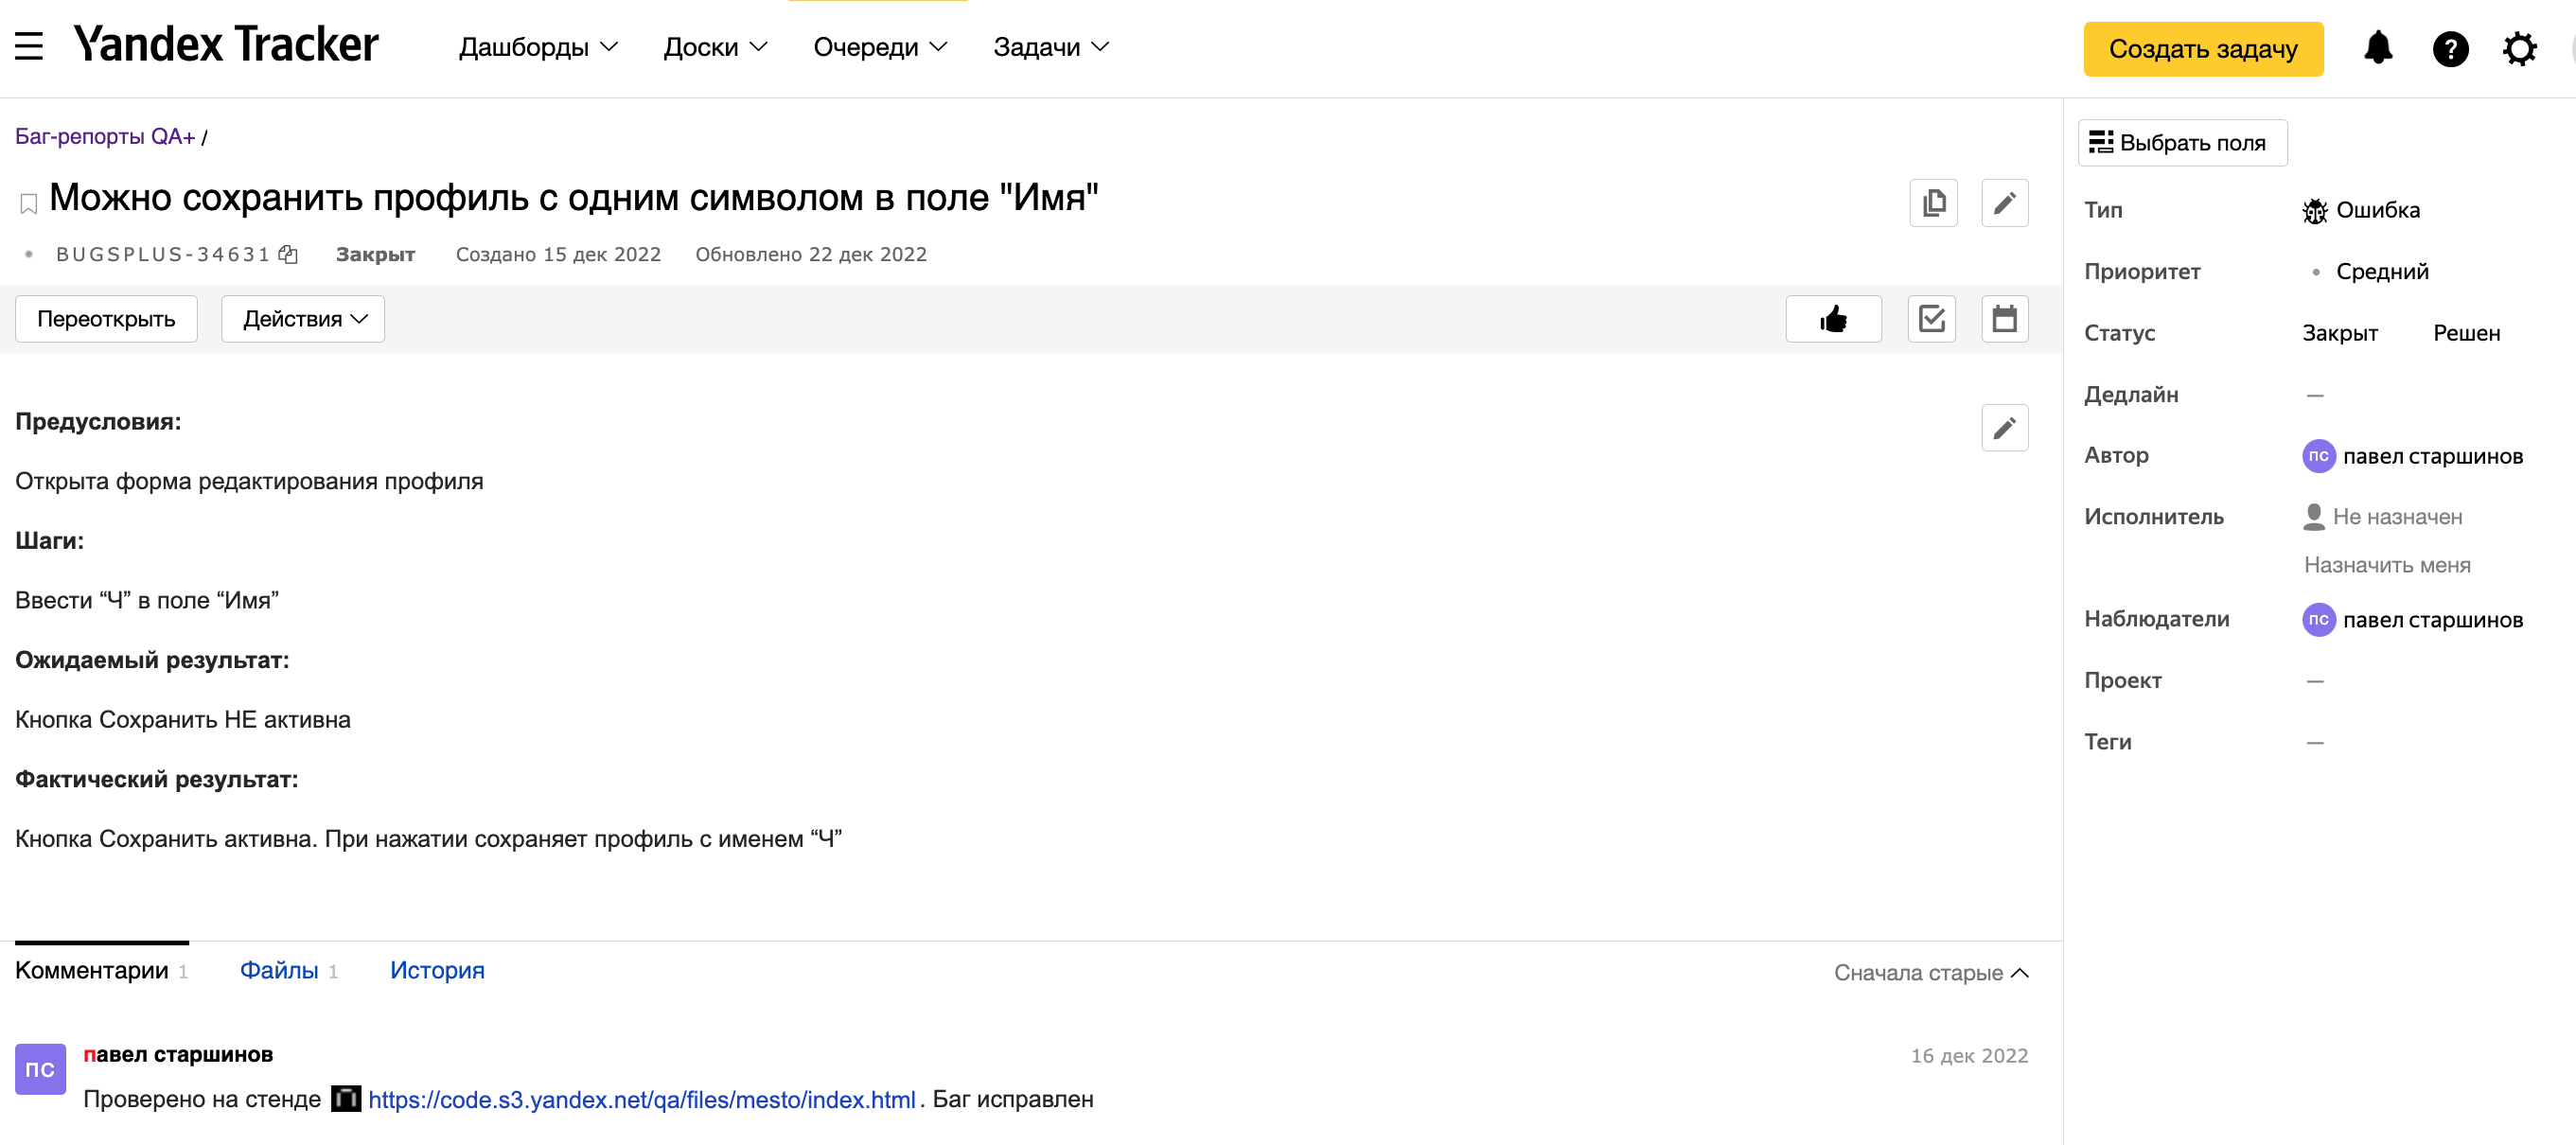 Yandex Tracker Дашборды Доски Очереди Задачи Создать задачу ?
Баг-репорты QA+ /
Можно сохранить профиль с одним символом в поле "Имя"
BUGSPLUS-34631 Закрыт Создано 15 дек 2022 Обновлено 22 дек 2022
Переоткрыть Действия
Предусловия:
Открыта форма редактирования профиля
Шаги:
Ввести “Ч” в поле “Имя”
Ожидаемый результат:
Кнопка Сохранить НЕ активна
Фактический результат:
Кнопка Сохранить активна. При нажатии сохраняет профиль с именем “Ч”
Комментарии 1 Файлы 1 История Сначала старые
ПС павел старшинов 16 дек 2022
Проверено на стенде https://code.s3.yandex.net/qa/files/mesto/index.html. Баг исправлен
Выбрать поля
Тип Ошибка
Приоритет Средний
Статус Закрыт Решен
Дедлайн —
Автор ПС павел старшинов
Исполнитель Не назначен
Назначить меня
Наблюдатели ПС павел старшинов
Проект —
Теги —